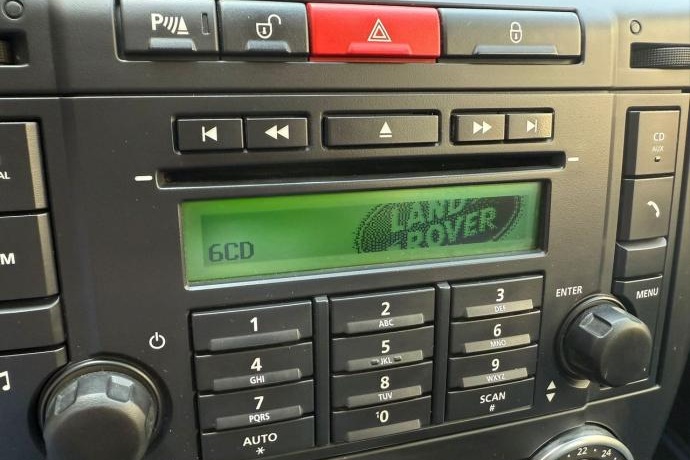 P
CD
AUX
AL
LAND
ROVER
6CD
M
MENU
ENTER
1
2
ABC
3
DEF
4
GHI
5
JKL
6
MNO
7
PQRS
8
TUV
9
WXYZ
AUTO
*
0
SCAN
#
22 24